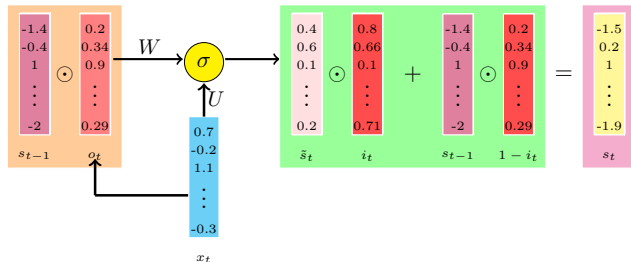 -1.4 0.2 0.4 0.8 -1.4 0.2 -1.5
-0.4 0.34 W 0.6 0.66 -0.4 0.34 0.2
1 ⊙ 0.9 σ 0.1 ⊙ 0.1 + 1 ⊙ 0.9 = 1
⋮ ⋮ ⋮ ⋮ ⋮ ⋮ ⋮
-2 0.29 U 0.2 0.71 -2 0.29 -1.9
s_{t−1} o_t s̃_t i_t s_{t−1} 1 − i_t s_t
0.7
-0.2
1.1
⋮
-0.3
x_t